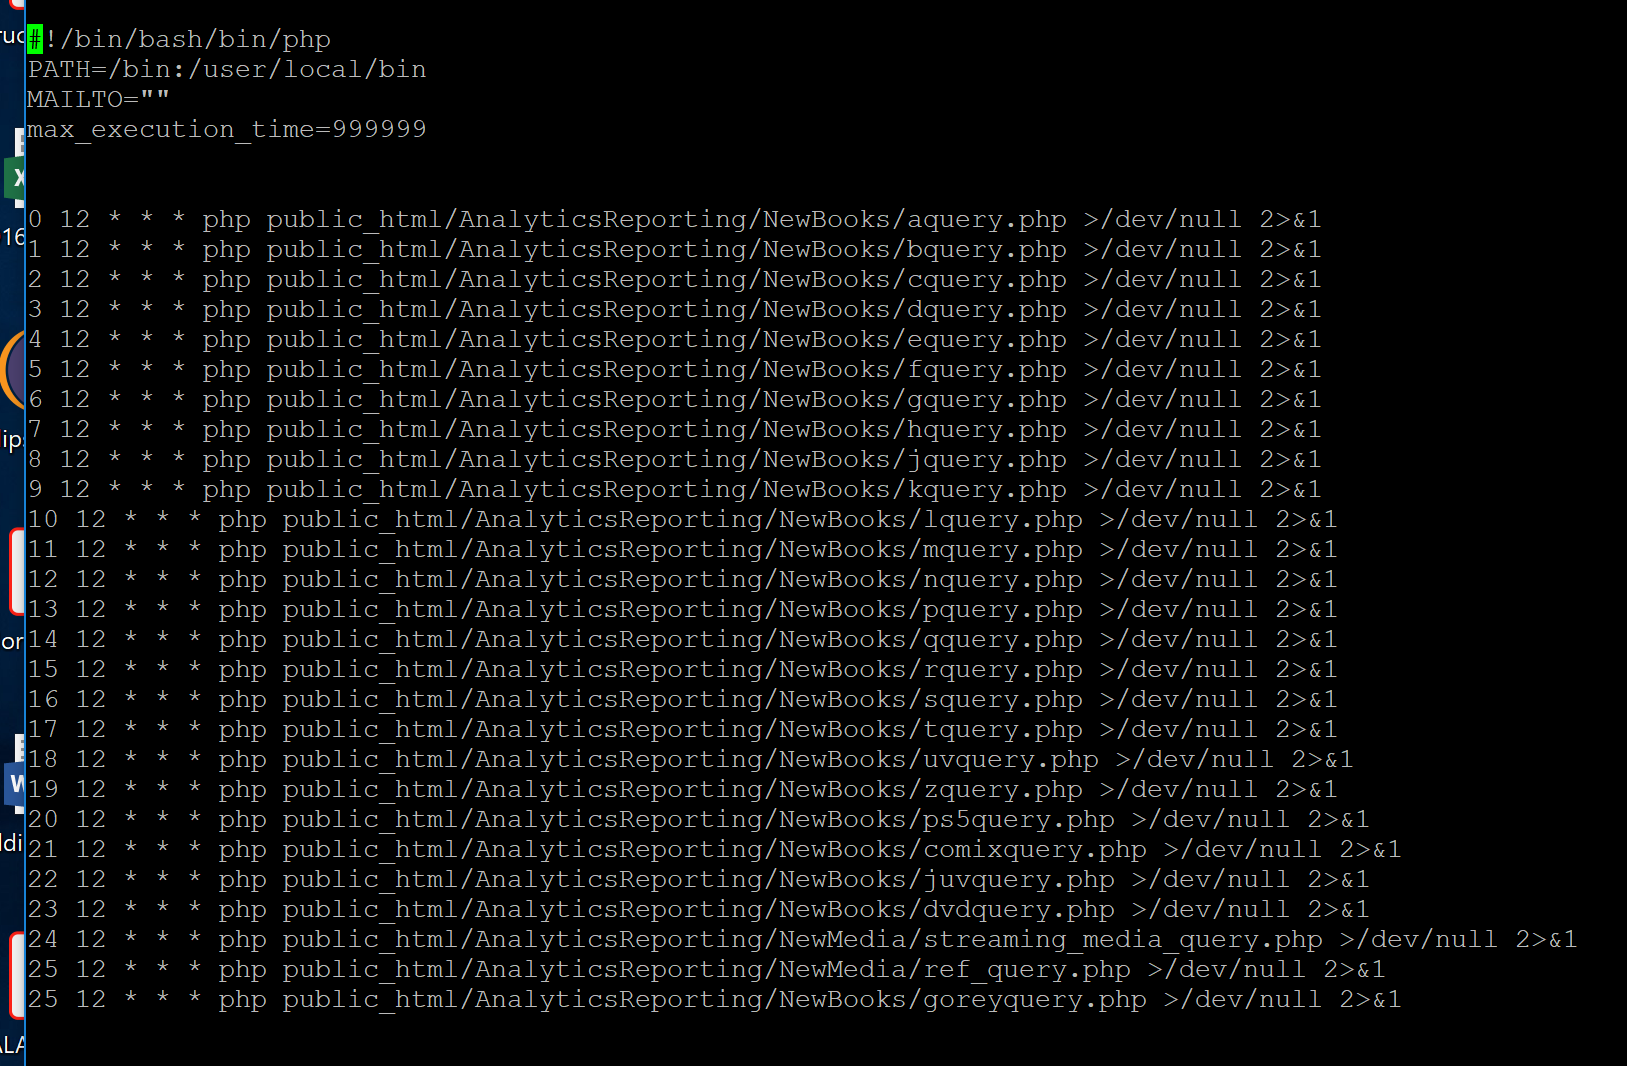 #!/bin/bash/bin/php
PATH=/bin:/user/local/bin
MAILTO=""
max_execution_time=999999
0 12 * * * php public_html/AnalyticsReporting/NewBooks/aquery.php >/dev/null 2>&1
1 12 * * * php public_html/AnalyticsReporting/NewBooks/bquery.php >/dev/null 2>&1
2 12 * * * php public_html/AnalyticsReporting/NewBooks/cquery.php >/dev/null 2>&1
3 12 * * * php public_html/AnalyticsReporting/NewBooks/dquery.php >/dev/null 2>&1
4 12 * * * php public_html/AnalyticsReporting/NewBooks/equery.php >/dev/null 2>&1
5 12 * * * php public_html/AnalyticsReporting/NewBooks/fquery.php >/dev/null 2>&1
6 12 * * * php public_html/AnalyticsReporting/NewBooks/gquery.php >/dev/null 2>&1
7 12 * * * php public_html/AnalyticsReporting/NewBooks/hquery.php >/dev/null 2>&1
8 12 * * * php public_html/AnalyticsReporting/NewBooks/jquery.php >/dev/null 2>&1
9 12 * * * php public_html/AnalyticsReporting/NewBooks/kquery.php >/dev/null 2>&1
10 12 * * * php public_html/AnalyticsReporting/NewBooks/lquery.php >/dev/null 2>&1
11 12 * * * php public_html/AnalyticsReporting/NewBooks/mquery.php >/dev/null 2>&1
12 12 * * * php public_html/AnalyticsReporting/NewBooks/nquery.php >/dev/null 2>&1
13 12 * * * php public_html/AnalyticsReporting/NewBooks/pquery.php >/dev/null 2>&1
14 12 * * * php public_html/AnalyticsReporting/NewBooks/qquery.php >/dev/null 2>&1
15 12 * * * php public_html/AnalyticsReporting/NewBooks/rquery.php >/dev/null 2>&1
16 12 * * * php public_html/AnalyticsReporting/NewBooks/squery.php >/dev/null 2>&1
17 12 * * * php public_html/AnalyticsReporting/NewBooks/tquery.php >/dev/null 2>&1
18 12 * * * php public_html/AnalyticsReporting/NewBooks/uvquery.php >/dev/null 2>&1
19 12 * * * php public_html/AnalyticsReporting/NewBooks/zquery.php >/dev/null 2>&1
20 12 * * * php public_html/AnalyticsReporting/NewBooks/ps5query.php >/dev/null 2>&1
21 12 * * * php public_html/AnalyticsReporting/NewBooks/comixquery.php >/dev/null 2>&1
22 12 * * * php public_html/AnalyticsReporting/NewBooks/juvquery.php >/dev/null 2>&1
23 12 * * * php public_html/AnalyticsReporting/NewBooks/dvdquery.php >/dev/null 2>&1
24 12 * * * php public_html/AnalyticsReporting/NewMedia/streaming_media_query.php >/dev/null 2>&1
25 12 * * * php public_html/AnalyticsReporting/NewMedia/ref_query.php >/dev/null 2>&1
25 12 * * * php public_html/AnalyticsReporting/NewBooks/goreyquery.php >/dev/null 2>&1